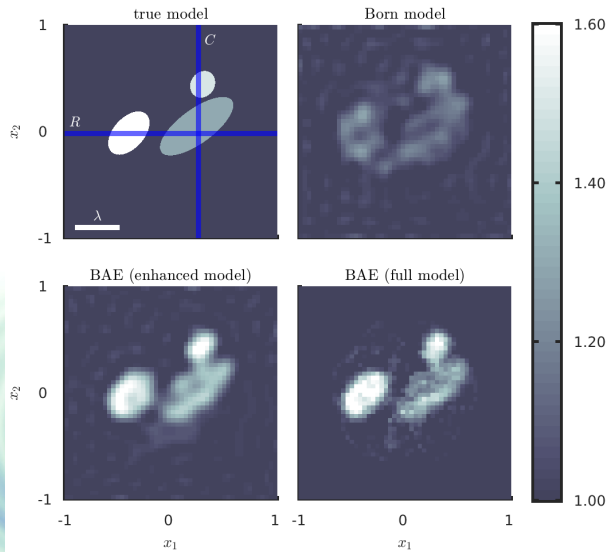 true model
Born model
1
C
1.60
x2
0
R
λ
-1
-1
1
1.40
BAE (enhanced model)
BAE (full model)
1
1.20
x2
0
-1
1.00
-1
0
1
0
1
x1
x1